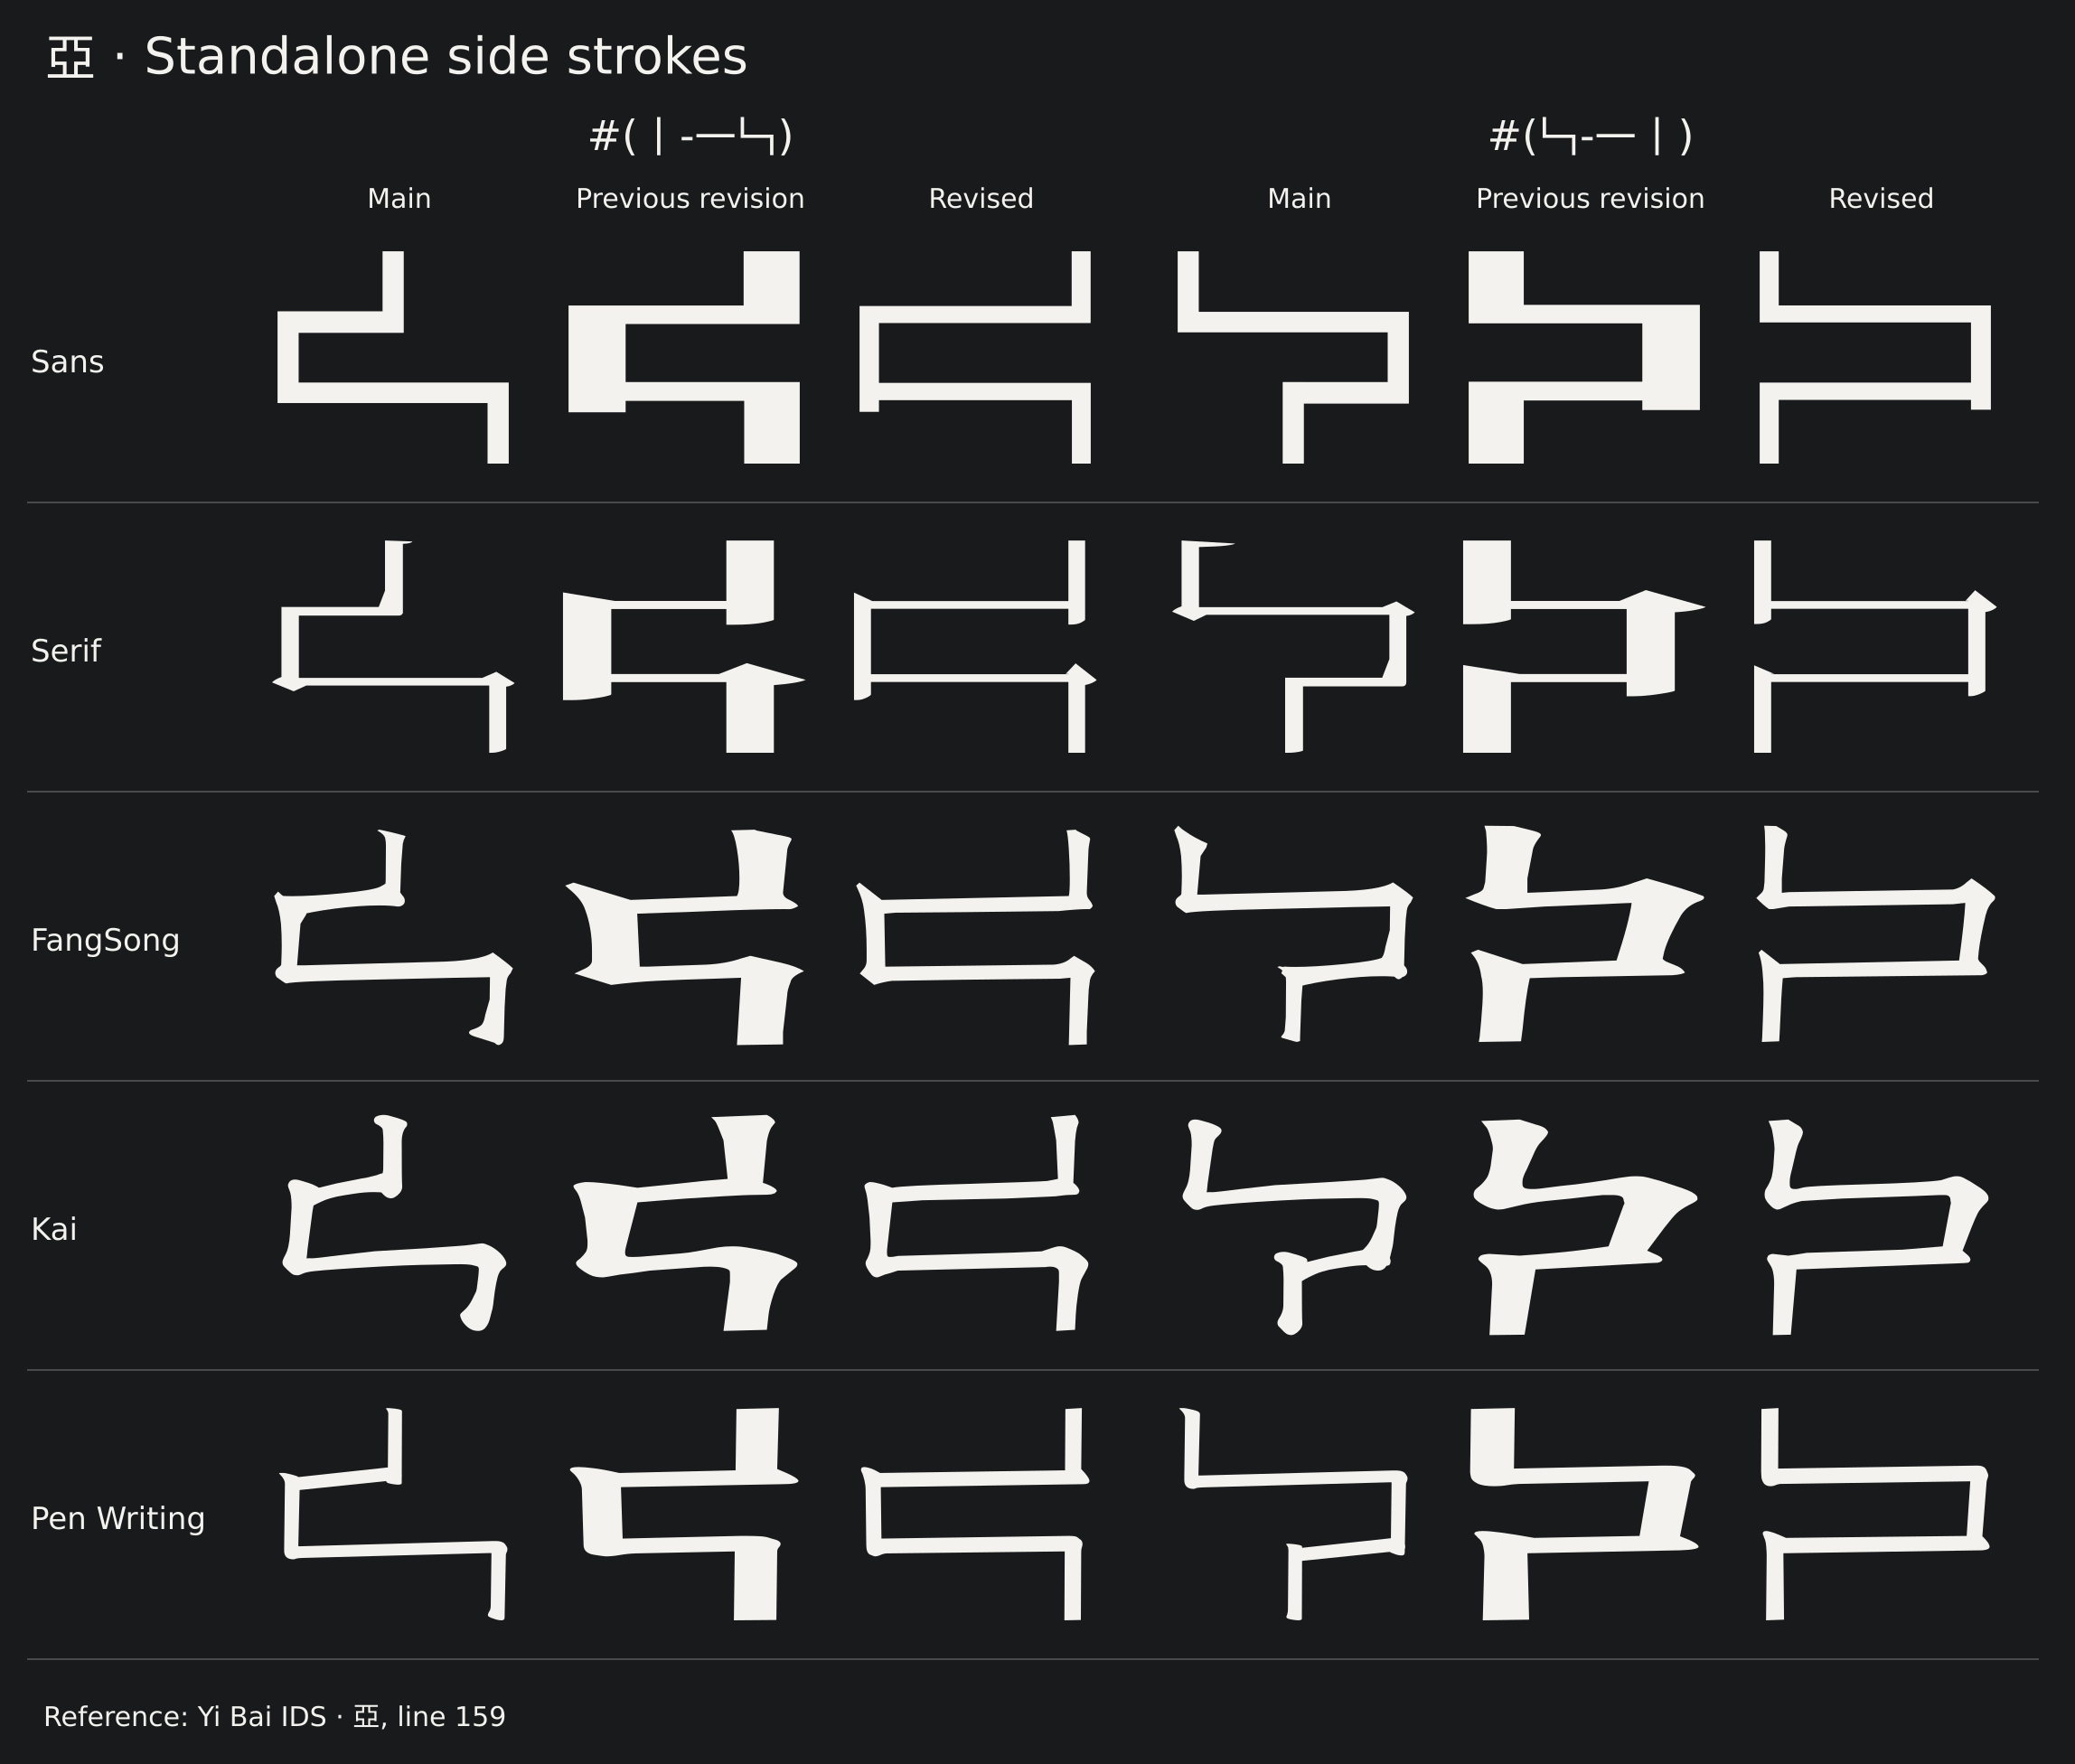 亞 · Standalone side strokes
#(丨-一㇞) #(㇞-一丨)
Main Previous revision Revised Main Previous revision Revised
Sans
Serif
FangSong
Kai
Pen Writing
Reference: Yi Bai IDS · 亞, line 159